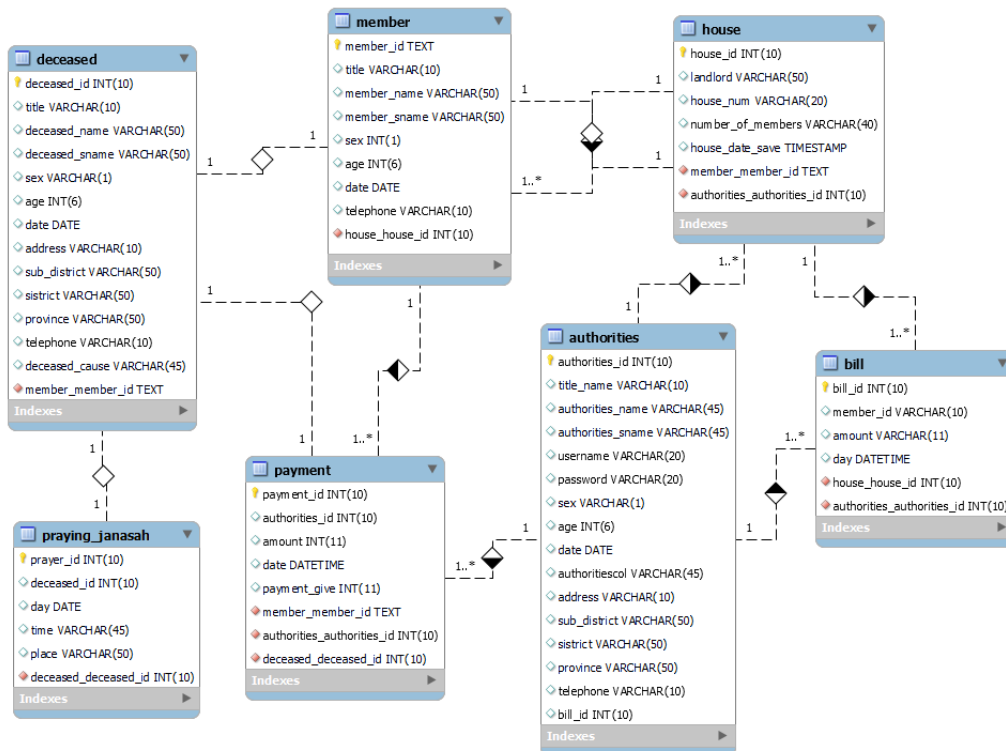 deceased
deceased_id INT(10)
title VARCHAR(10)
deceased_name VARCHAR(50)
deceased_sname VARCHAR(50)
sex VARCHAR(1)
age INT(6)
date DATE
address VARCHAR(10)
sub_district VARCHAR(50)
sistrict VARCHAR(50)
province VARCHAR(50)
telephone VARCHAR(10)
deceased_cause VARCHAR(45)
member_member_id TEXT
Indexes
member
member_id TEXT
title VARCHAR(10)
member_name VARCHAR(50)
member_sname VARCHAR(50)
sex INT(1)
age INT(6)
date DATE
telephone VARCHAR(10)
house_house_id INT(10)
Indexes
house
house_id INT(10)
landlord VARCHAR(50)
house_num VARCHAR(20)
number_of_members VARCHAR(40)
house_date_save TIMESTAMP
member_member_id TEXT
authorities_authorities_id INT(10)
Indexes
1
1
1
1
1
1..*
1
1
1
1
1..*
1..*
1
1
1..*
1
1
1..*
1
1..*
1
1
praying_janasah
prayer_id INT(10)
deceased_id INT(10)
day DATE
time VARCHAR(45)
place VARCHAR(50)
deceased_deceased_id INT(10)
Indexes
payment
payment_id INT(10)
authorities_id INT(10)
amount INT(11)
date DATETIME
payment_give INT(11)
member_member_id TEXT
authorities_authorities_id INT(10)
deceased_deceased_id INT(10)
Indexes
authorities
authorities_id INT(10)
title_name VARCHAR(10)
authorities_name VARCHAR(45)
authorities_sname VARCHAR(45)
username VARCHAR(20)
password VARCHAR(20)
sex VARCHAR(1)
age INT(6)
date DATE
authoritiescol VARCHAR(45)
address VARCHAR(10)
sub_district VARCHAR(50)
sistrict VARCHAR(50)
province VARCHAR(50)
telephone VARCHAR(10)
bill_id INT(10)
Indexes
bill
bill_id INT(10)
member_id VARCHAR(10)
amount VARCHAR(11)
day DATETIME
house_house_id INT(10)
authorities_authorities_id INT(10)
Indexes